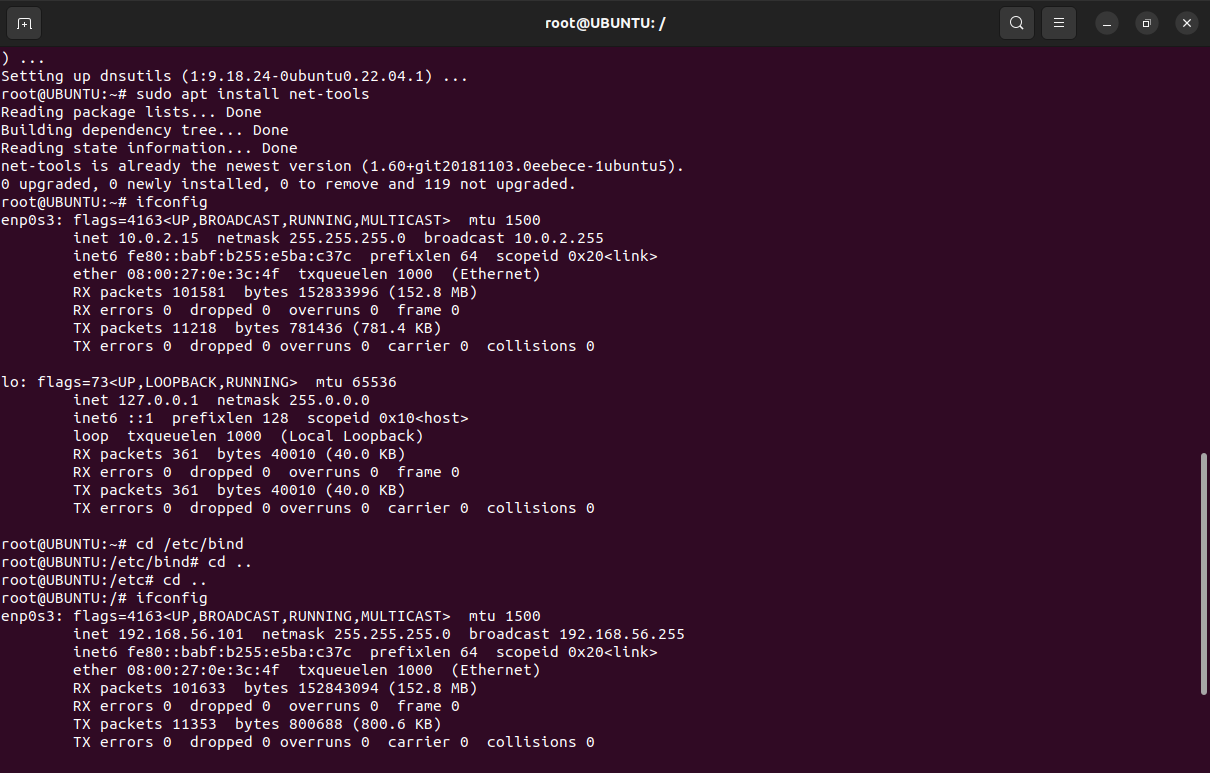 root@UBUNTU: /
) ...
Setting up dnsutils (1:9.18.24-0ubuntu0.22.04.1) ...
root@UBUNTU:~# sudo apt install net-tools
Reading package lists... Done
Building dependency tree... Done
Reading state information... Done
net-tools is already the newest version (1.60+git20181103.0eebece-1ubuntu5).
0 upgraded, 0 newly installed, 0 to remove and 119 not upgraded.
root@UBUNTU:~# ifconfig
enp0s3: flags=4163<UP,BROADCAST,RUNNING,MULTICAST>  mtu 1500
        inet 10.0.2.15  netmask 255.255.255.0  broadcast 10.0.2.255
        inet6 fe80::babf:b255:e5ba:c37c  prefixlen 64  scopeid 0x20<link>
        ether 08:00:27:0e:3c:4f  txqueuelen 1000  (Ethernet)
        RX packets 101581  bytes 152833996 (152.8 MB)
        RX errors 0  dropped 0  overruns 0  frame 0
        TX packets 11218  bytes 781436 (781.4 KB)
        TX errors 0  dropped 0 overruns 0  carrier 0  collisions 0

lo: flags=73<UP,LOOPBACK,RUNNING>  mtu 65536
        inet 127.0.0.1  netmask 255.0.0.0
        inet6 ::1  prefixlen 128  scopeid 0x10<host>
        loop  txqueuelen 1000  (Local Loopback)
        RX packets 361  bytes 40010 (40.0 KB)
        RX errors 0  dropped 0  overruns 0  frame 0
        TX packets 361  bytes 40010 (40.0 KB)
        TX errors 0  dropped 0 overruns 0  carrier 0  collisions 0

root@UBUNTU:~# cd /etc/bind
root@UBUNTU:/etc/bind# cd ..
root@UBUNTU:/etc# cd ..
root@UBUNTU:/# ifconfig
enp0s3: flags=4163<UP,BROADCAST,RUNNING,MULTICAST>  mtu 1500
        inet 192.168.56.101  netmask 255.255.255.0  broadcast 192.168.56.255
        inet6 fe80::babf:b255:e5ba:c37c  prefixlen 64  scopeid 0x20<link>
        ether 08:00:27:0e:3c:4f  txqueuelen 1000  (Ethernet)
        RX packets 101633  bytes 152843094 (152.8 MB)
        RX errors 0  dropped 0  overruns 0  frame 0
        TX packets 11353  bytes 800688 (800.6 KB)
        TX errors 0  dropped 0 overruns 0  carrier 0  collisions 0